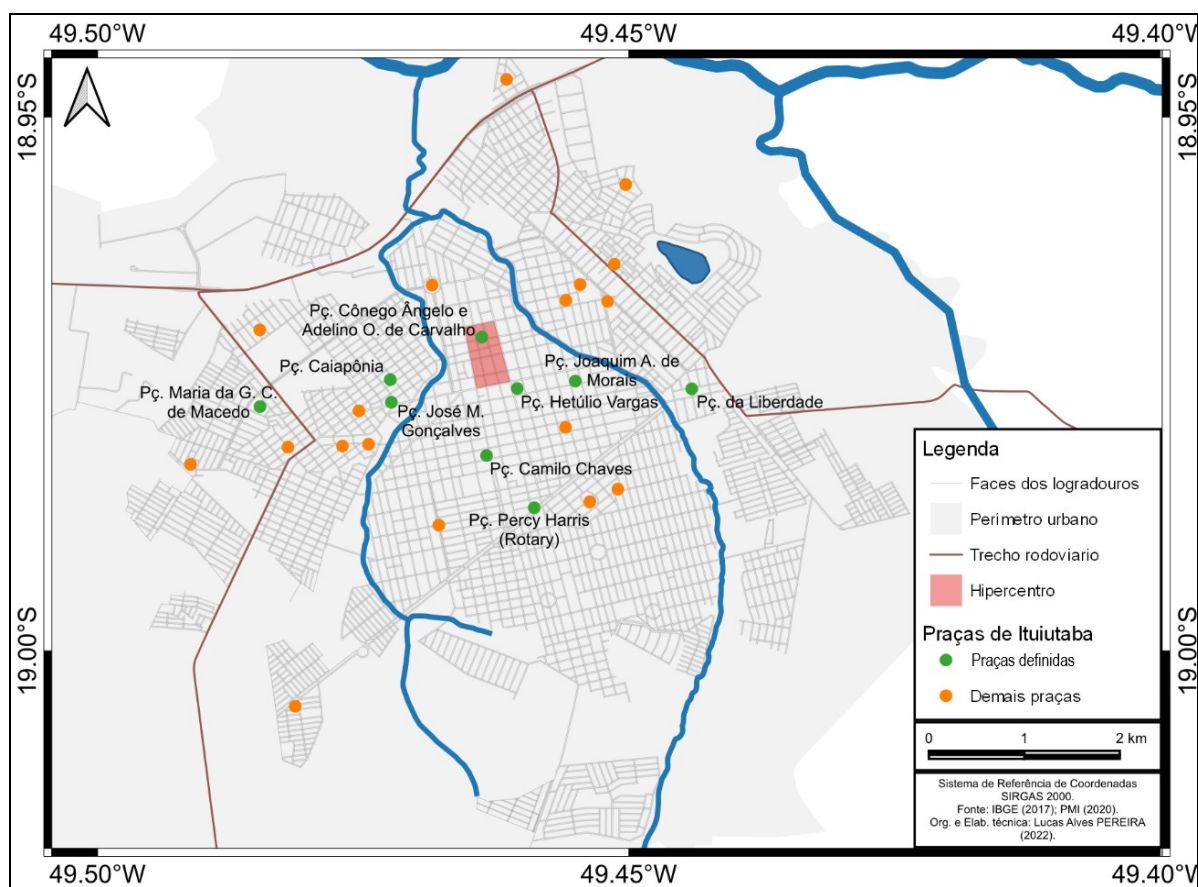 49.50°W
49.45°W
49.40°W
18.95°S
18.95°S
Pç. Cônego Ângelo e
Adelino O. de Carvalho
Pç. Caiapônia
Pç. Joaquim A. de
Morais
Pç. Maria da G. C.
de Macedo
Pç. José M.
Gonçalves
Pç. Hetúlio Vargas
Pç. da Liberdade
Pç. Camilo Chaves
Pç. Percy Harris
(Rotary)
Legenda
Faces dos logradouros
Perimetro urbano
Trecho rodoviario
Hipercentro
Praças de Ituiutaba
Praças definidas
Demais praças
19.00°S
19.00°S
0 1 2 km
Sistema de Referência de Coordenadas
SIRGAS 2000.
Fonte: IBGE (2017); PMI (2020).
Org. e Elab. técnica: Lucas Alves PEREIRA
(2022).
49.50°W
49.45°W
49.40°W